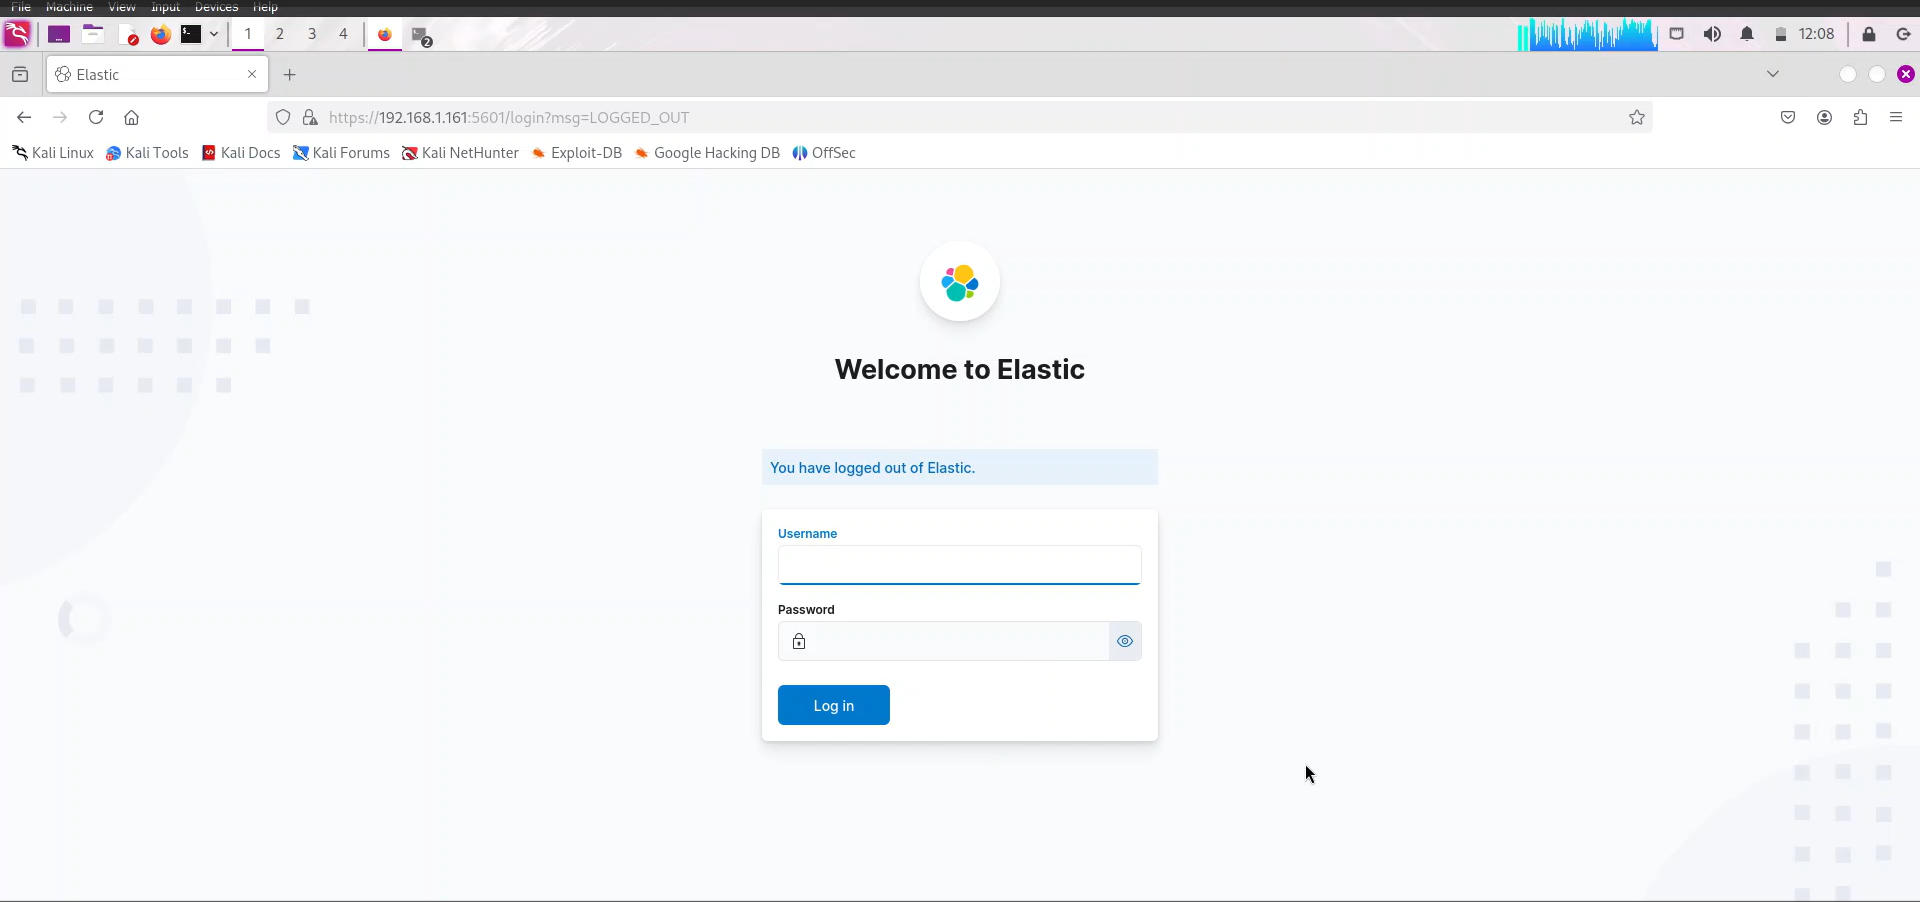 File Machine View Input Devices Help
1 2 3 4 2 12:08
Elastic
https://192.168.1.161:5601/login?msg=LOGGED_OUT
Kali Linux Kali Tools Kali Docs Kali Forums Kali NetHunter Exploit-DB Google Hacking DB OffSec
Welcome to Elastic
You have logged out of Elastic.
Username
Password
Log in